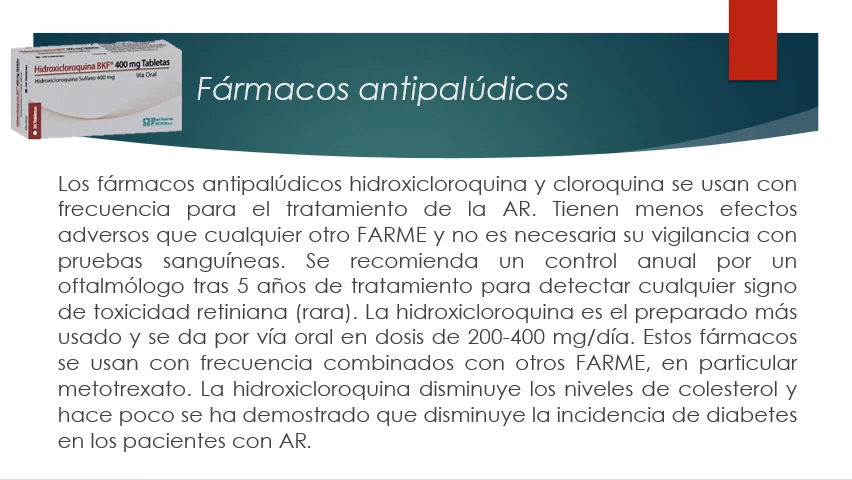 Hidroxicloroquina BKF® 400 mg Tabletas
Hidroxicloroquina Sulfato 400 mg
Vía Oral
Fármacos antipalúdicos
Los fármacos antipalúdicos hidroxicloroquina y cloroquina se usan con
frecuencia para el tratamiento de la AR. Tienen menos efectos
adversos que cualquier otro FARME y no es necesaria su vigilancia con
pruebas sanguíneas. Se recomienda un control anual por un
oftalmólogo tras 5 años de tratamiento para detectar cualquier signo
de toxicidad retiniana (rara). La hidroxicloroquina es el preparado más
usado y se da por vía oral en dosis de 200-400 mg/día. Estos fármacos
se usan con frecuencia combinados con otros FARME, en particular
metotrexato. La hidroxicloroquina disminuye los niveles de colesterol y
hace poco se ha demostrado que disminuye la incidencia de diabetes
en los pacientes con AR.